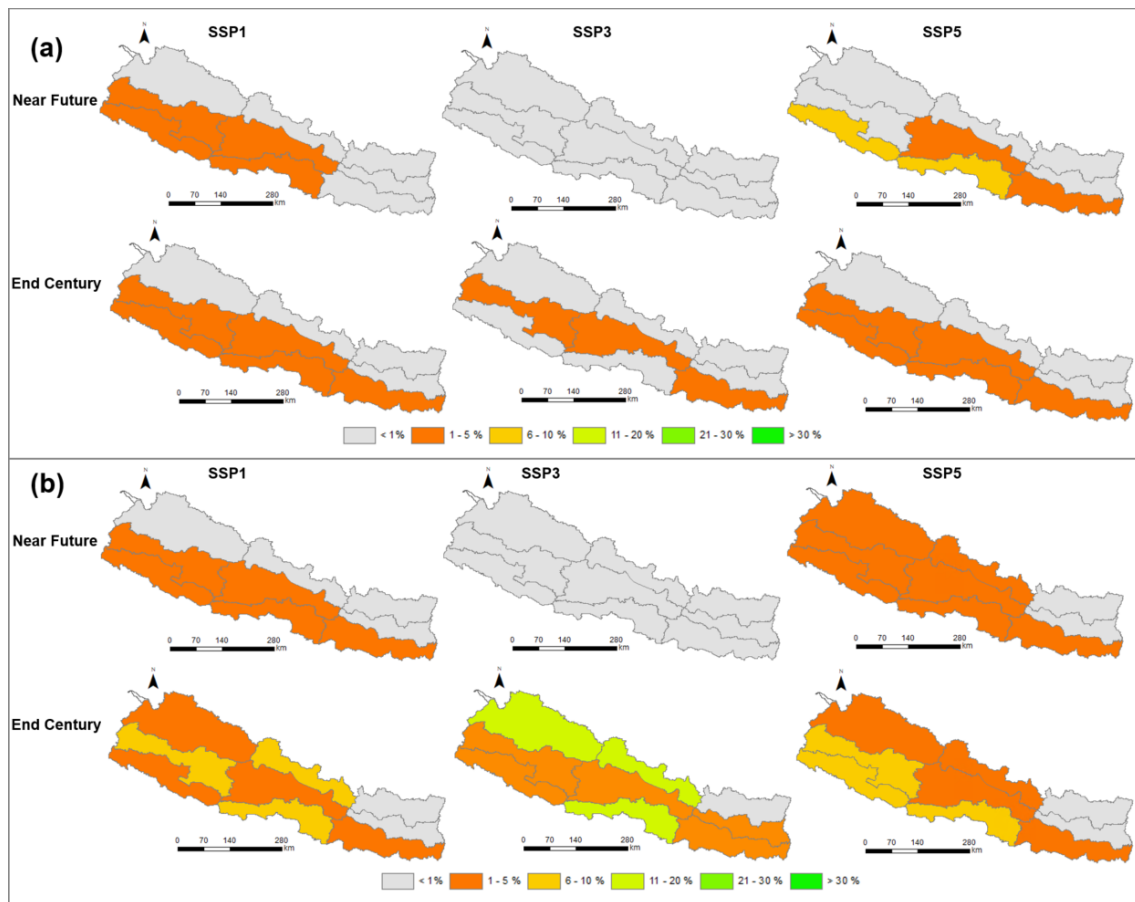 (a)
SSP1 SSP3 SSP5
N N N
Near Future
0 70 140 280 km
0 70 140 280 km
0 70 140 280 km
N N N
End Century
0 70 140 280 km
0 70 140 280 km
0 70 140 280 km
< 1% 1 - 5 % 6 - 10 % 11 - 20 % 21 - 30 % > 30 %
(b)
SSP1 SSP3 SSP5
N N N
Near Future
0 70 140 280 km
0 70 140 280 km
0 70 140 280 km
N N N
End Century
0 70 140 280 km
0 70 140 280 km
0 70 140 280 km
< 1% 1 - 5 % 6 - 10 % 11 - 20 % 21 - 30 % > 30 %